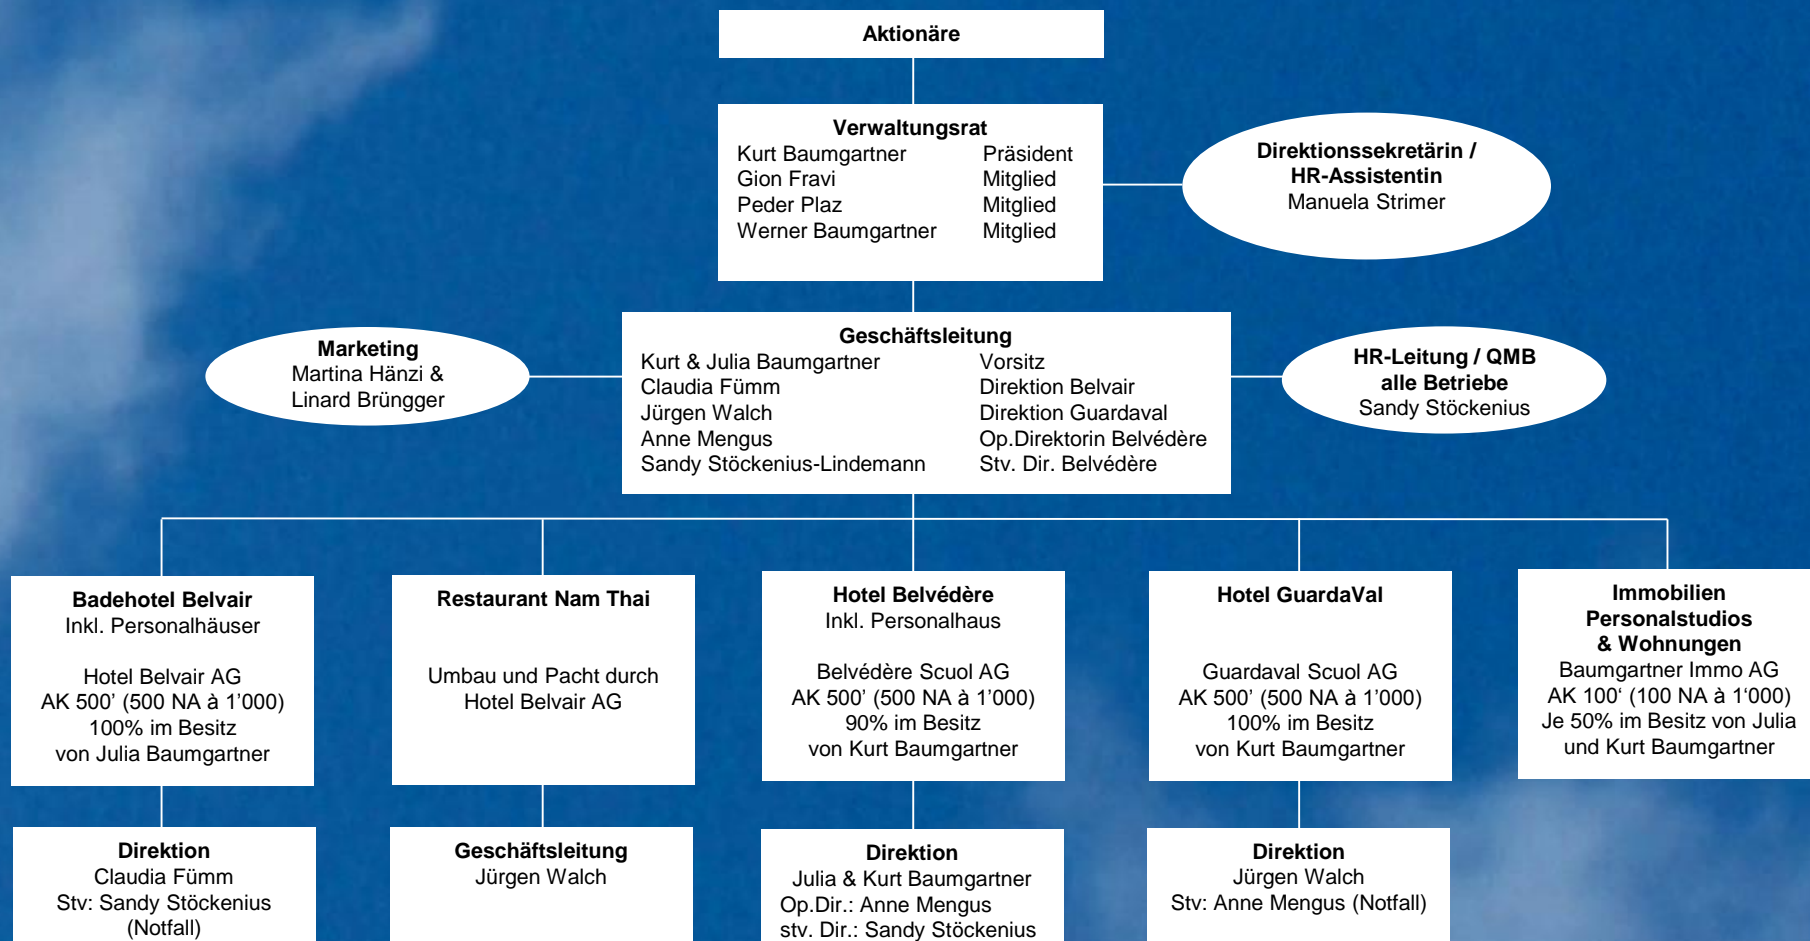 Aktionäre
Verwaltungsrat
Kurt Baumgartner Präsident
Gion Fravi Mitglied
Peder Plaz Mitglied
Werner Baumgartner Mitglied
Direktionssekretärin /
HR-Assistentin
Manuela Strimer
Marketing
Martina Hänzi &
Linard Brüngger
Geschäftsleitung
Kurt & Julia Baumgartner Vorsitz
Claudia Fümm Direktion Belvair
Jürgen Walch Direktion Guardaval
Anne Mengus Op.Direktorin Belvédère
Sandy Stöckenius-Lindemann Stv. Dir. Belvédère
HR-Leitung / QMB
alle Betriebe
Sandy Stöckenius
Badehotel Belvair
Inkl. Personalhäuser
Hotel Belvair AG
AK 500’ (500 NA à 1’000)
100% im Besitz
von Julia Baumgartner
Restaurant Nam Thai
Umbau und Pacht durch
Hotel Belvair AG
Hotel Belvédère
Inkl. Personalhaus
Belvédère Scuol AG
AK 500’ (500 NA à 1’000)
90% im Besitz
von Kurt Baumgartner
Hotel GuardaVal
Guardaval Scuol AG
AK 500’ (500 NA à 1’000)
100% im Besitz
von Kurt Baumgartner
Immobilien
Personalstudios
& Wohnungen
Baumgartner Immo AG
AK 100‘ (100 NA à 1‘000)
Je 50% im Besitz von Julia
und Kurt Baumgartner
Direktion
Claudia Fümm
Stv: Sandy Stöckenius
(Notfall)
Geschäftsleitung
Jürgen Walch
Direktion
Julia & Kurt Baumgartner
Op.Dir.: Anne Mengus
stv. Dir.: Sandy Stöckenius
Direktion
Jürgen Walch
Stv: Anne Mengus (Notfall)